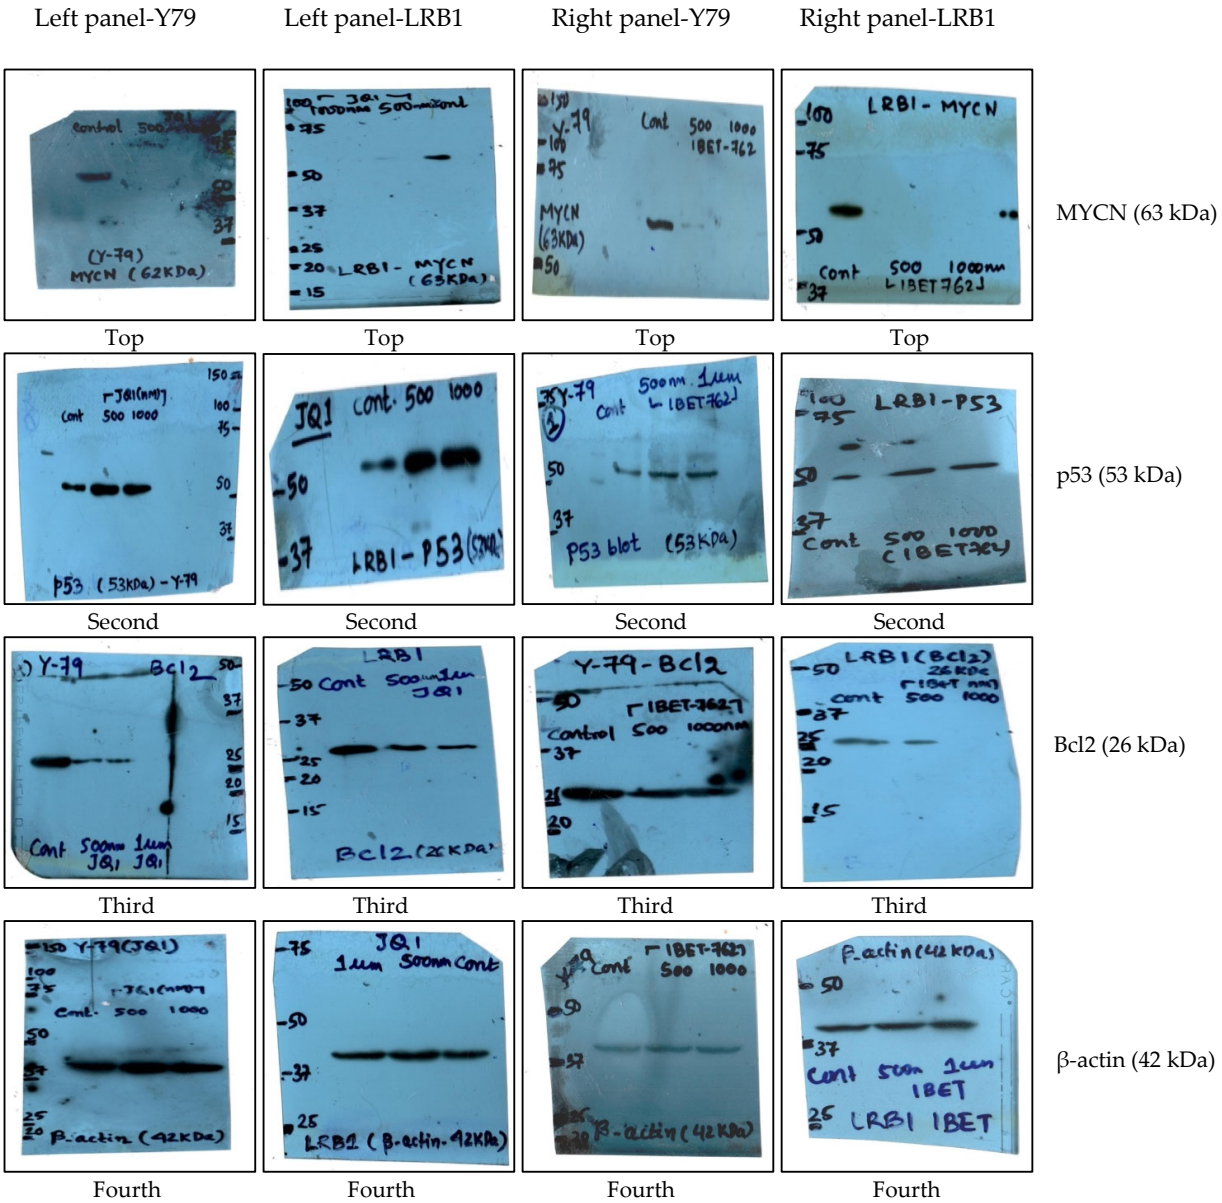 Left panel-Y79
Left panel-LRB1
Right panel-Y79
Right panel-LRB1
Control 500
50
37
(Y-79)
MYCN (62KDa)
Top
100 ┌ JQ1 ┐
1000nm 500nm cont
75
50
37
25
20 LRB1- MYCN
(63KDa)
15
Top
150
Y-79 Cont 500 1000
100 IBET-762
75
MYCN
(63KDa)
50
Top
100 LRB1- MYCN
75
50
Cont 500 1000nm
└ IBET762 ┘
37
Top
MYCN (63 kDa)
150
┌JQ1(nM)┐
100
Cont 500 1000
75
50
37
P53 (53KDa) - Y-79
Second
JQ1 Cont. 500 1000
50
37
LRB1- P53
Second
75 Y-79 500nm 1um
Cont └ IBET762 ┘
50
37
P53 blot (53KDa)
Second
100 LRB1-P53
75
50
37
Cont 500 1000
(IBET762)
Second
p53 (53 kDa)
Y-79 Bcl2 50
37
25
20
15
Cont 500nm 1um
JQ1 JQ1
Third
LRB1
50 Cont 500nm 1um
JQ1
37
25
20
15
Bcl2 (26KDa)
Third
Y-79-Bcl2
50 ┌ IBET-762 ┐
Control 500 1000nM
37
25
20
Third
50 LRB1(Bcl2)
26KDa
┌(IBET nM)┐
Cont 500 1000
37
25
20
15
Third
Bcl2 (26 kDa)
150 Y-79(JQ1)
100
75 ┌JQ1(nM)┐
Cont. 500 1000
50
37
25
20 β-actin (42KDa)
Fourth
75 JQ1
1um 500nm Cont
50
37
25
LRB1 (β-actin-42KDa)
Fourth
┌ IBET-762┐
Cont 500 1000
50
37
β-actin (42KDa)
Fourth
β-actin(42KDa)
50
37
Cont 500n 1um
IBET
25 LRB1 IBET
Fourth
β-actin (42 kDa)